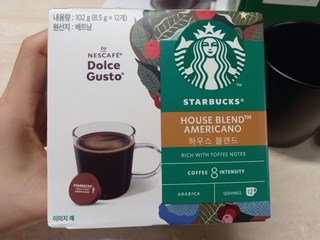 내용량 : 102 g (8.5 g × 12개)
원산지 : 베트남
by
NESCAFÉ®
Dolce
Gusto®
STARBUCKS®
HOUSE BLEND™
AMERICANO
하우스 블렌드
RICH WITH TOFFEE NOTES
COFFEE 8 INTENSITY
ARABICA
SERVINGS 12
STARBUCKS
이미지 예